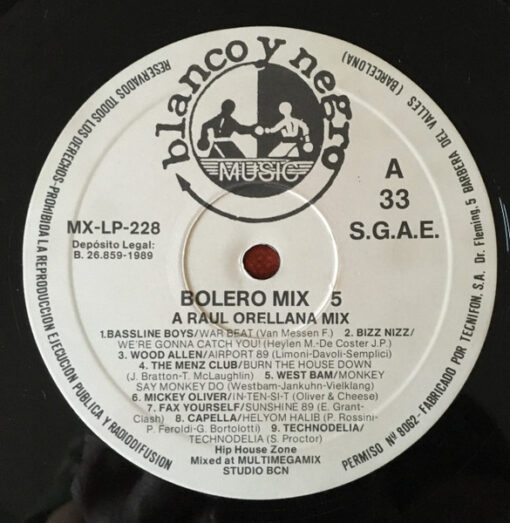 blanco y negro
MUSIC
A
33
S.G.A.E.
MX-LP-228
Depósito Legal:
B. 26.859-1989
BOLERO MIX 5
A RAUL ORELLANA MIX
1.BASSLINE BOYS/WAR BEAT (Van Messen F.) 2. BIZZ NIZZ/
WE'RE GONNA CATCH YOU! (Heylen M.-De Coster J.P.)
3. WOOD ALLEN/AIRPORT 89 (Limoni-Davoli-Semplici)
4. THE MENZ CLUB/BURN THE HOUSE DOWN
(J. Bratton-T. McLaughlin) 5. WEST BAM/MONKEY
SAY MONKEY DO (Westbam-Jankuhn-Vielklang)
6. MICKEY OLIVER/IN-TEN-SI-T (Oliver & Cheese)
7. FAX YOURSELF/SUNSHINE 89 (E. Grant-
Clash) 8. CAPELLA/HELYOM HALIB (P. Rossini-
P. Feroldi-G. Bortolotti) 9. TECHNODELIA/
TECHNODELIA (S. Proctor)
Hip House Zone
Mixed at MULTIMEGAMIX
STUDIO BCN
RESERVADOS TODOS LOS DERECHOS-PROHIBIDA LA REPRODUCCION EJECUCION PUBLICA Y RADIODIFUSION
PERMISO Nº 8062- FABRICADO POR TECNIFON, S.A. Dr. Fleming, 5 BARBERA DEL VALLES (BARCELONA)